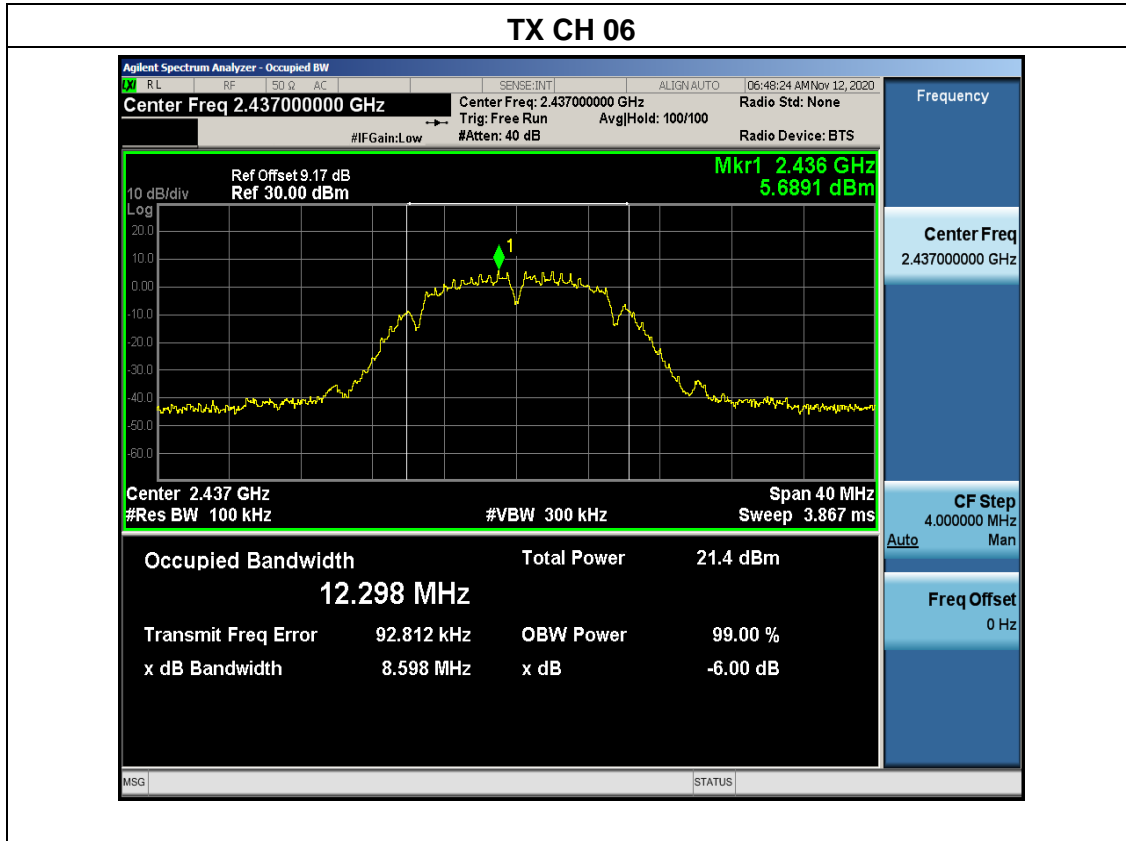 TX CH 06
Agilent Spectrum Analyzer - Occupied BW
LXI RL RF 50 Ω AC SENSE:INT ALIGN AUTO 06:48:24 AM Nov 12, 2020
Center Freq 2.437000000 GHz
Center Freq: 2.437000000 GHz
Radio Std: None
Trig: Free Run Avg|Hold: 100/100
#IFGain:Low #Atten: 40 dB Radio Device: BTS
Mkr1 2.436 GHz
5.6891 dBm
Ref Offset 9.17 dB
10 dB/div Ref 30.00 dBm
Log
20.0
10.0
0.00
-10.0
-20.0
-30.0
-40.0
-50.0
-60.0
1
Center 2.437 GHz Span 40 MHz
#Res BW 100 kHz #VBW 300 kHz Sweep 3.867 ms
Occupied Bandwidth Total Power 21.4 dBm
12.298 MHz
Transmit Freq Error 92.812 kHz OBW Power 99.00 %
x dB Bandwidth 8.598 MHz x dB -6.00 dB
MSG STATUS
Frequency
Center Freq
2.437000000 GHz
CF Step
4.000000 MHz
Auto Man
Freq Offset
0 Hz